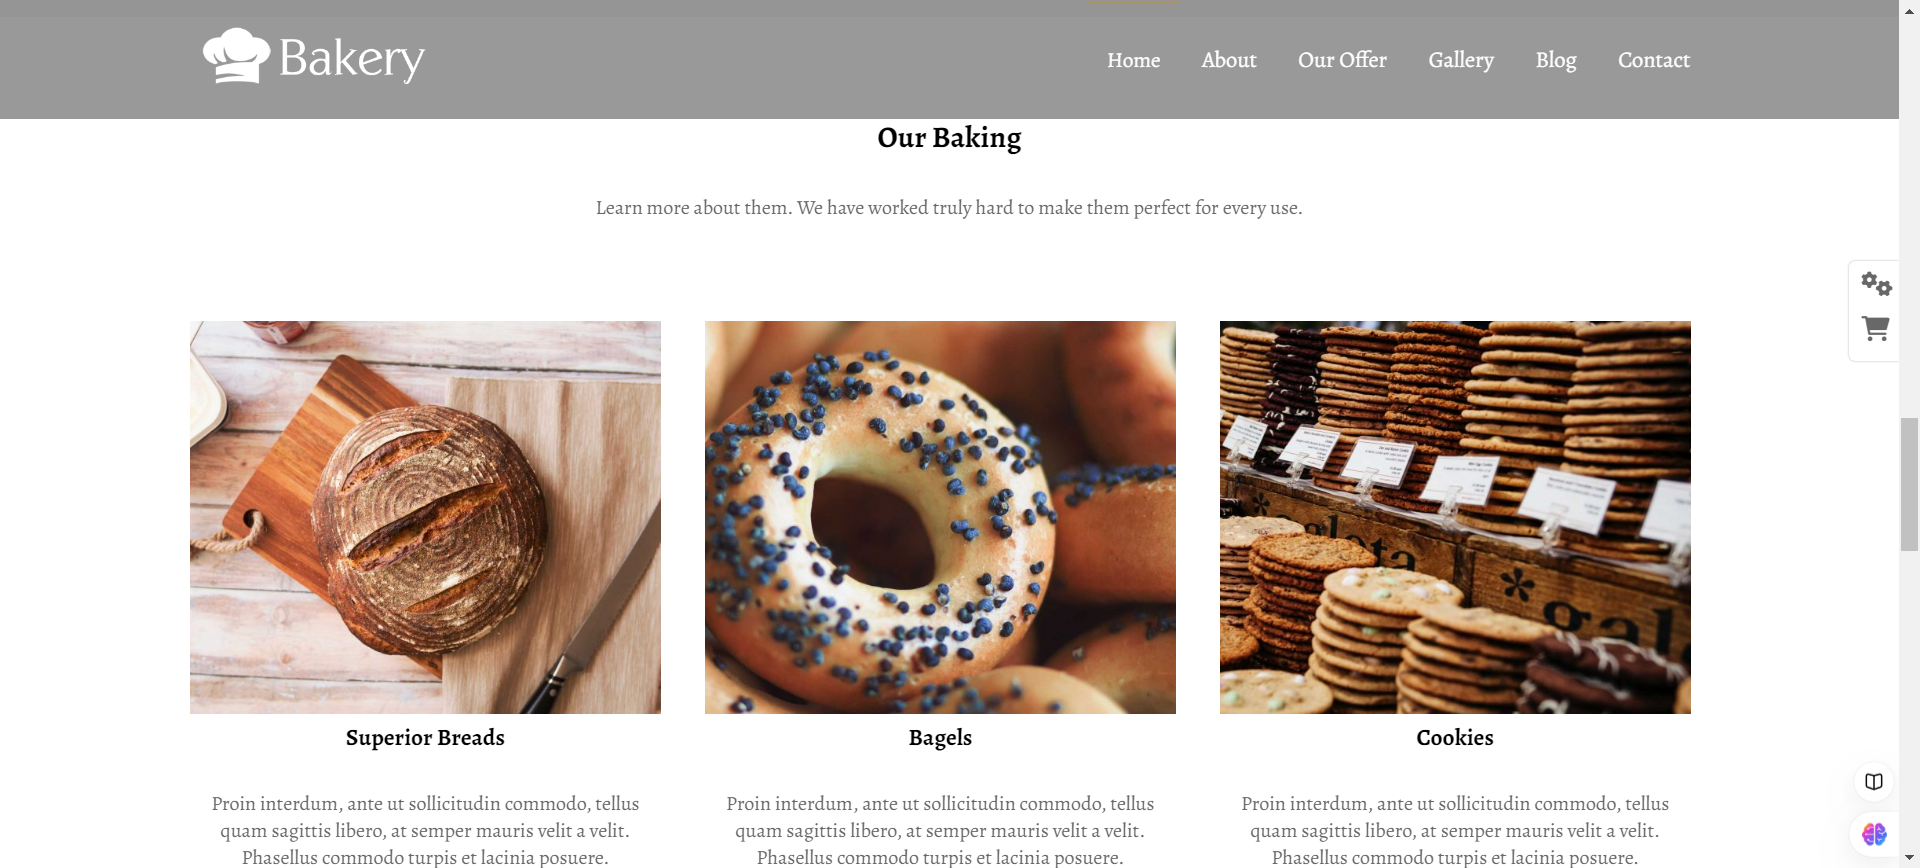 Bakery
Home About Our Offer Gallery Blog Contact
Our Baking
Learn more about them. We have worked truly hard to make them perfect for every use.
galeta
gal
Superior Breads
Bagels
Cookies
Proin interdum, ante ut sollicitudin commodo, tellus
quam sagittis libero, at semper mauris velit a velit.
Phasellus commodo turpis et lacinia posuere.
Proin interdum, ante ut sollicitudin commodo, tellus
quam sagittis libero, at semper mauris velit a velit.
Phasellus commodo turpis et lacinia posuere.
Proin interdum, ante ut sollicitudin commodo, tellus
quam sagittis libero, at semper mauris velit a velit.
Phasellus commodo turpis et lacinia posuere.